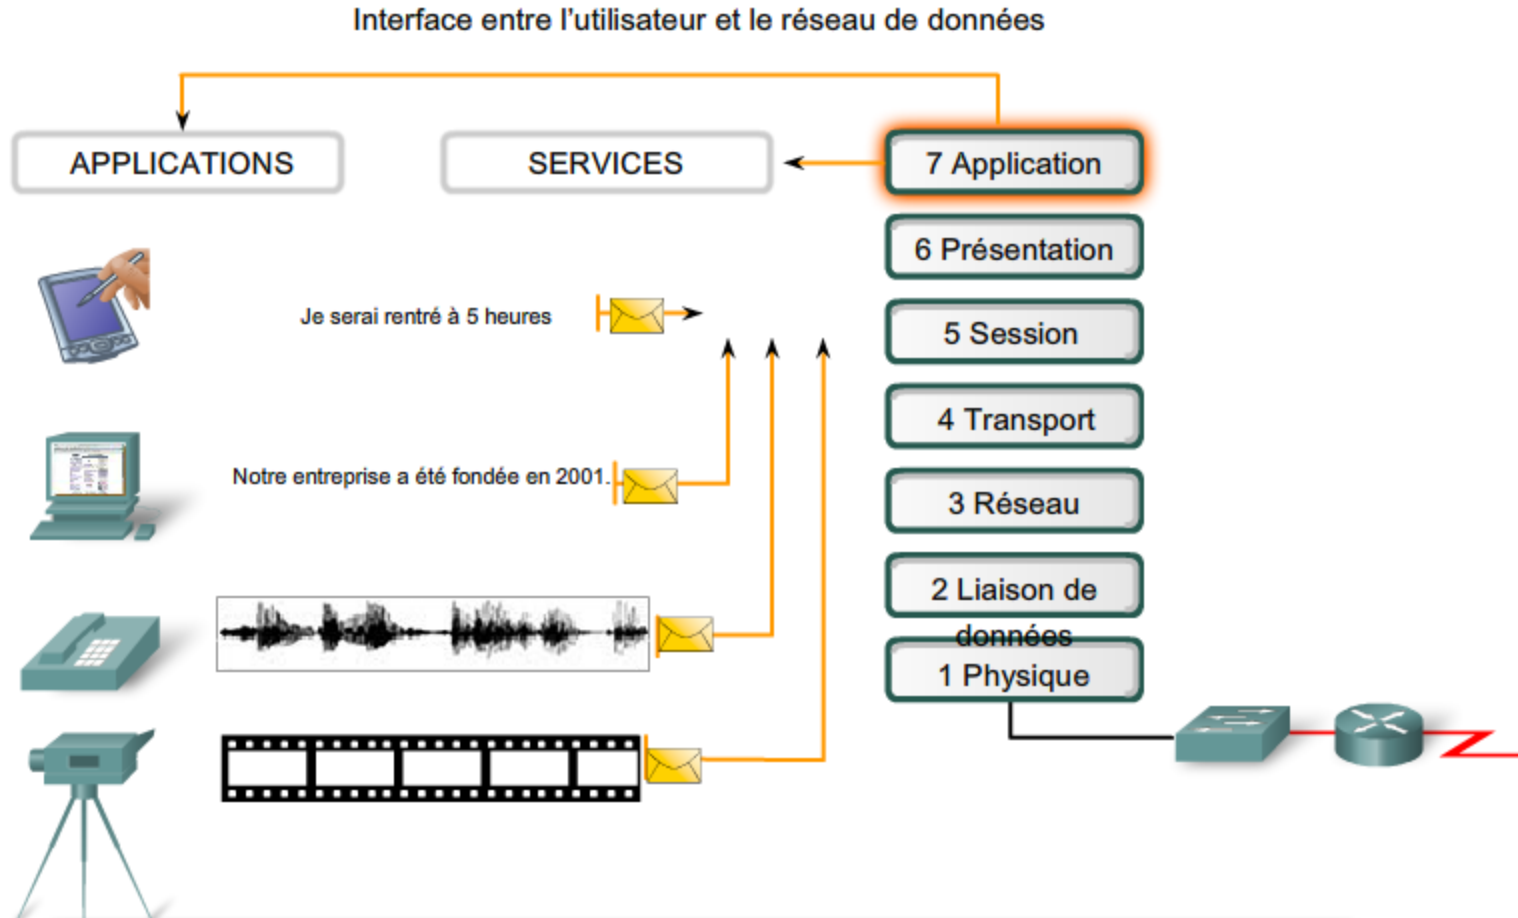 Interface entre l'utilisateur et le réseau de données
APPLICATIONS
SERVICES
7 Application
6 Présentation
Je serai rentré à 5 heures
5 Session
4 Transport
Notre entreprise a été fondée en 2001.
3 Réseau
2 Liaison de
données
1 Physique